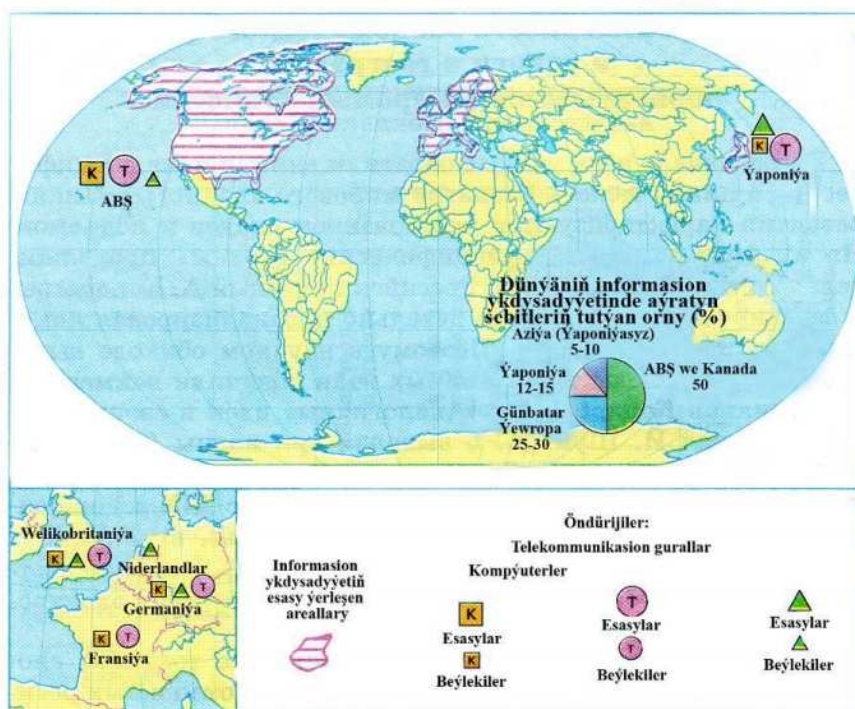 K T
ABŞ
T
K
Ýaponiýa
Dünýäniň informasion
ykdysadyýetinde aýratyn
sebitleriň tutýan orny (%)
Aziýa (Ýaponiýasyz)
5-10
Ýaponiýa
12-15
ABŞ we Kanada
50
Günbatar
Ýewropa
25-30
Welikobritaniýa
K T
Niderlandlar
K T
Germaniýa
K T
Fransiýa
Informasion
ykdysadyýetiň
esasy ýerleşen
areallary
Öndürijiler:
Telekommunikasion gurallar
Kompýuterler
K T
Esasylar
Esasylar
Esasylar
K T
Beýlekiler
Beýlekiler
Beýlekiler